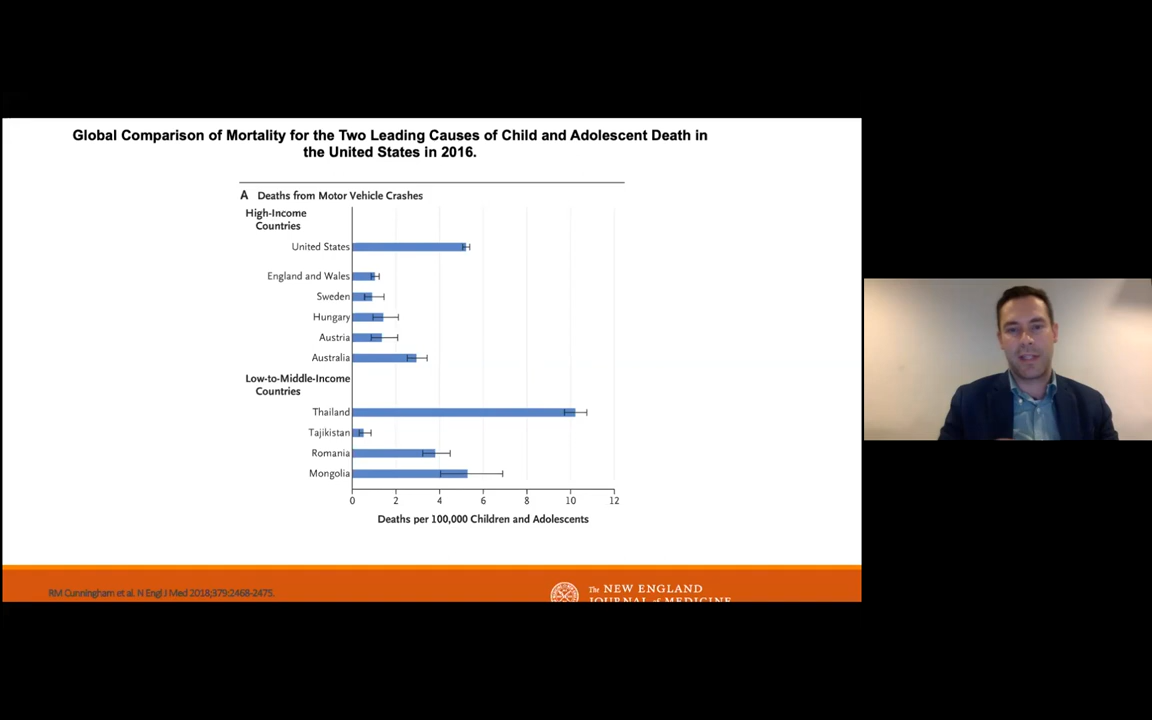 Global Comparison of Mortality for the Two Leading Causes of Child and Adolescent Death in
the United States in 2016.
A Deaths from Motor Vehicle Crashes
High-Income
Countries
United States
England and Wales
Sweden
Hungary
Austria
Australia
Low-to-Middle-Income
Countries
Thailand
Tajikistan
Romania
Mongolia
0 2 4 6 8 10 12
Deaths per 100,000 Children and Adolescents
RM Cunningham et al. N Engl J Med 2018;379:2468-2475.
The NEW ENGLAND
JOURNAL of MEDICINE